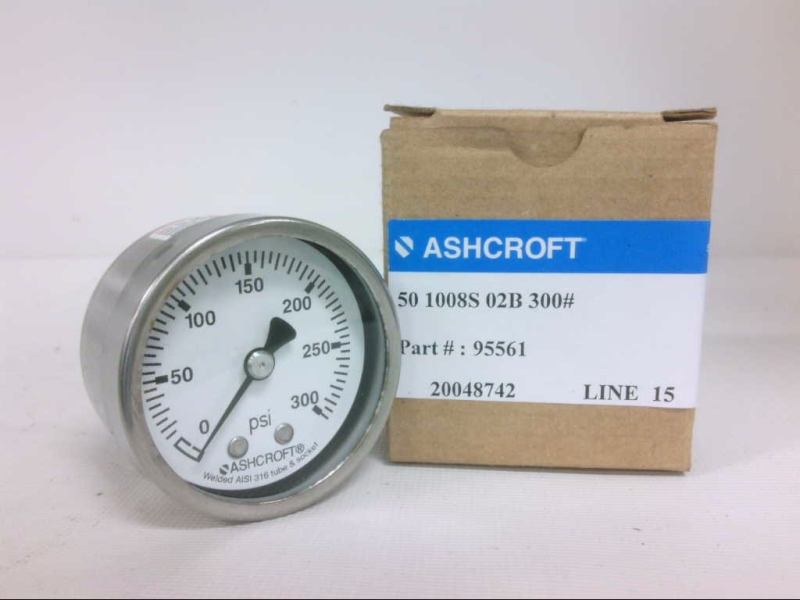 ASHCROFT
50 1008S 02B 300#
Part # : 95561
20048742 LINE 15
0
50
100
150
200
250
300
psi
ASHCROFT®
Welded AISI 316 tube & socket